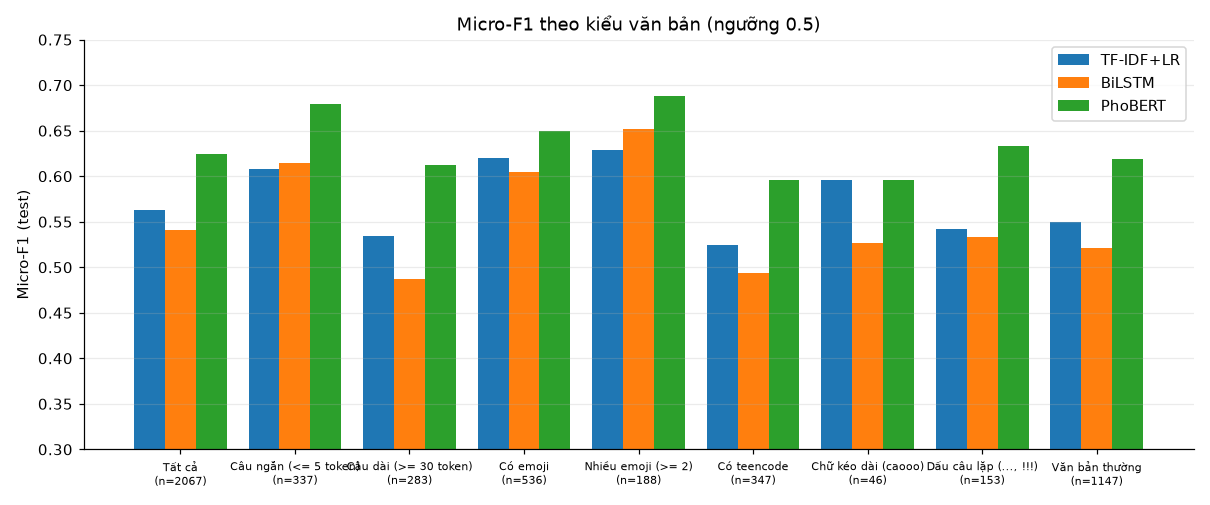 Micro-F1 theo kiểu văn bản (ngưỡng 0.5)
TF-IDF+LR
BiLSTM
PhoBERT
Micro-F1 (test)
0.75
0.70
0.65
0.60
0.55
0.50
0.45
0.40
0.35
0.30
Tất cả
(n=2067)
Câu ngắn (<= 5 token)
(n=337)
Câu dài (>= 30 token)
(n=283)
Có emoji
(n=536)
Nhiều emoji (>= 2)
(n=188)
Có teencode
(n=347)
Chữ kéo dài (caooo)
(n=46)
Dấu câu lặp (..., !!!)
(n=153)
Văn bản thường
(n=1147)